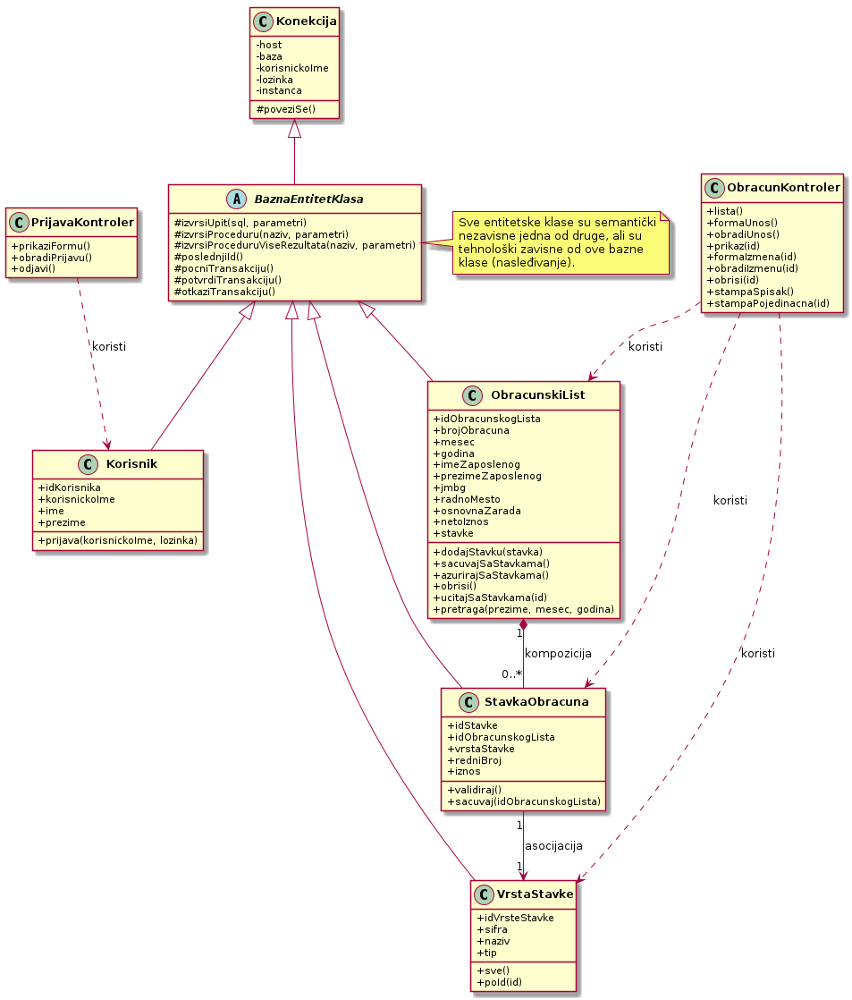 Konekcija
-host
-baza
-korisnickoIme
-lozinka
-instanca
#poveziSe()
BaznaEntitetKlasa
#izvrsiUpit(sql, parametri)
#izvrsiProceduru(naziv, parametri)
#izvrsiProceduruViseRezultata(naziv, parametri)
#poslednjiId()
#pocniTransakciju()
#potvrdiTransakciju()
#otkaziTransakciju()
Sve entitetske klase su semantički
nezavisne jedna od druge, ali su
tehnološki zavisne od ove bazne
klase (nasleđivanje).
ObracunKontroler
+lista()
+formaUnos()
+obradiUnos()
+prikaz(id)
+formaIzmena(id)
+obradiIzmenu(id)
+obrisi(id)
+stampaSpisak()
+stampaPojedinacna(id)
PrijavaKontroler
+prikaziFormu()
+obradiPrijavu()
+odjavi()
koristi
koristi
Korisnik
+idKorisnika
+korisnickoIme
+ime
+prezime
+prijava(korisnickoIme, lozinka)
ObracunskiList
+idObracunskogLista
+brojObracuna
+mesec
+godina
+imeZaposlenog
+prezimeZaposlenog
+jmbg
+radnoMesto
+osnovnaZarada
+netoIznos
+stavke
+dodajStavku(stavka)
+sacuvajSaStavkama()
+azurirajSaStavkama()
+obrisi()
+ucitajSaStavkama(id)
+pretraga(prezime, mesec, godina)
koristi
1
kompozicija
0..*
koristi
StavkaObracuna
+idStavke
+idObracunskogLista
+vrstaStavke
+redniBroj
+iznos
+validiraj()
+sacuvaj(idObracunskogLista)
1
asocijacija
1
VrstaStavke
+idVrsteStavke
+sifra
+naziv
+tip
+sve()
+poId(id)